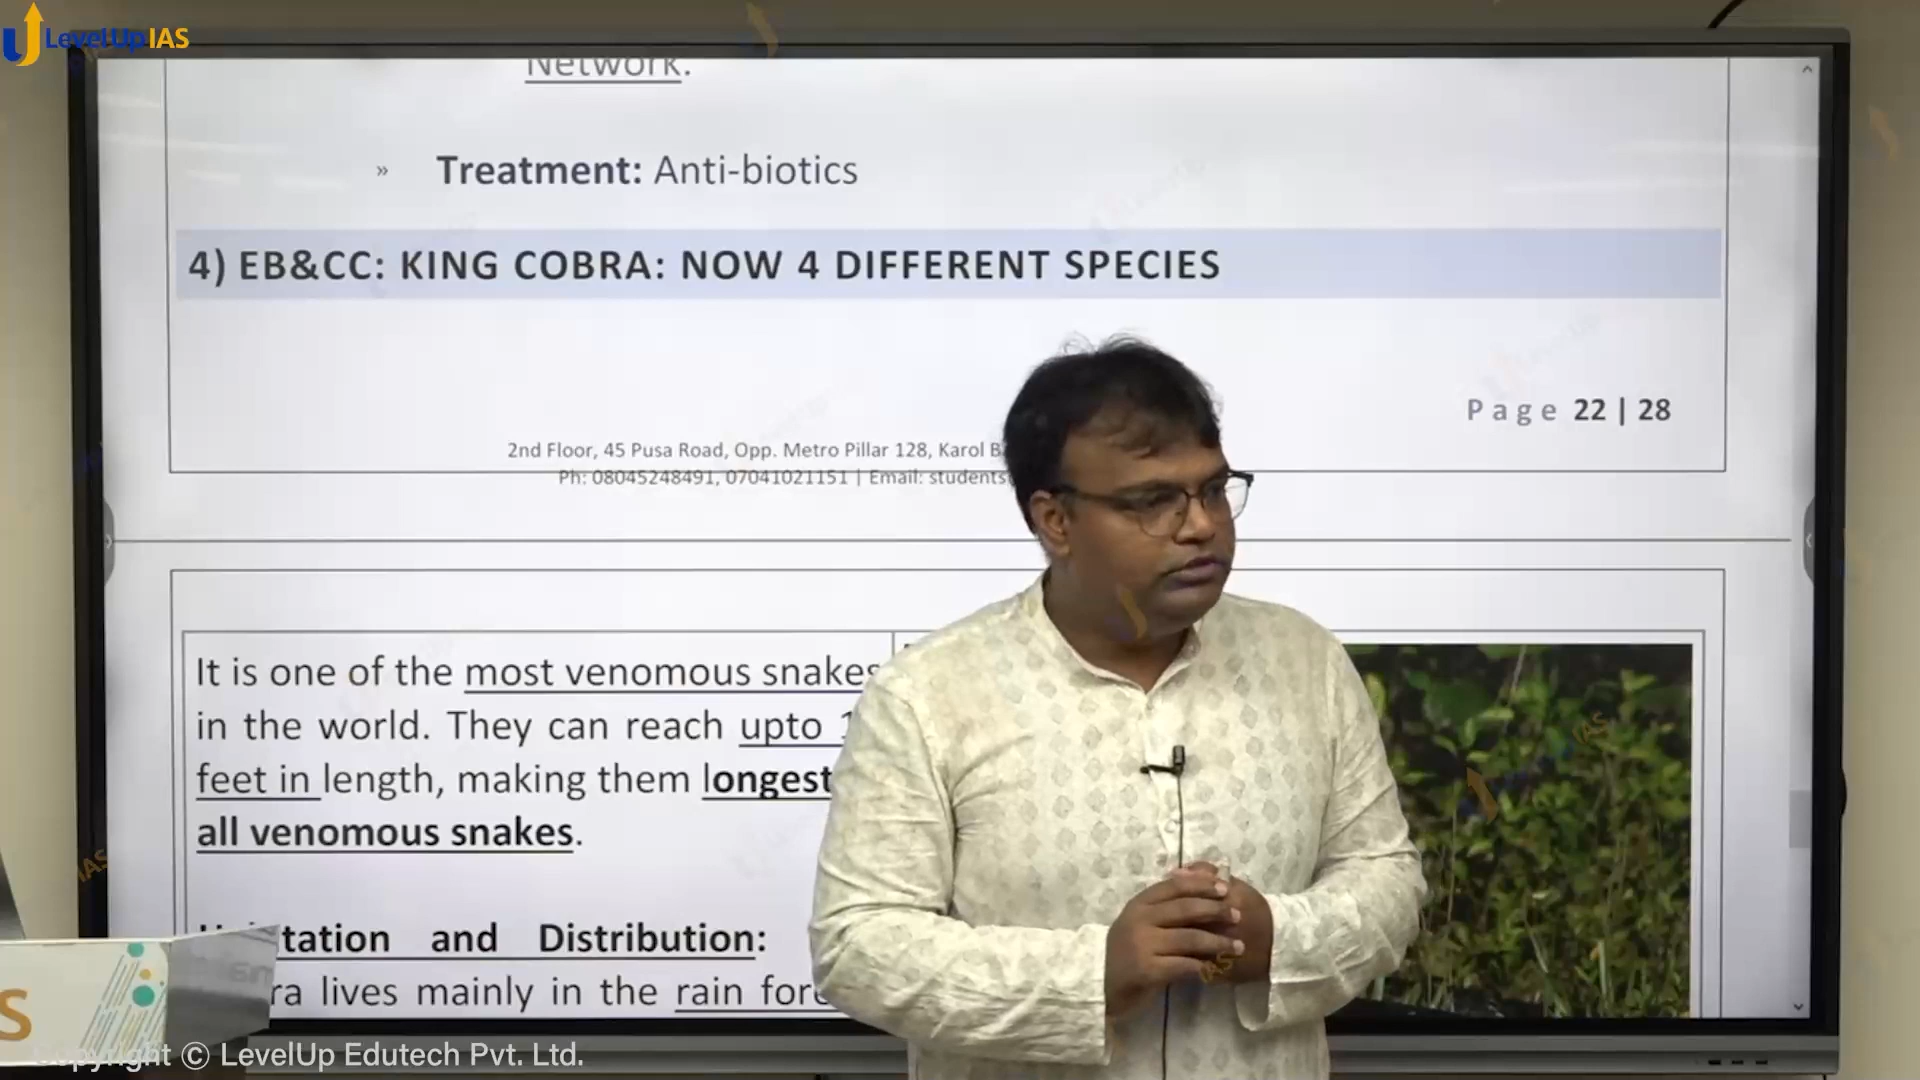 LevelUp IAS
Network.
» Treatment: Anti-biotics
4) EB&CC: KING COBRA: NOW 4 DIFFERENT SPECIES
Page 22 | 28
2nd Floor, 45 Pusa Road, Opp. Metro Pillar 128, Karol
Ph: 08045248491, 07041021151 | Email:
It is one of the most venomous snakes
in the world. They can reach upto
feet in length, making them longest
all venomous snakes.
and Distribution:
lives mainly in the rain
S
Copyright © LevelUp Edutech Pvt. Ltd.